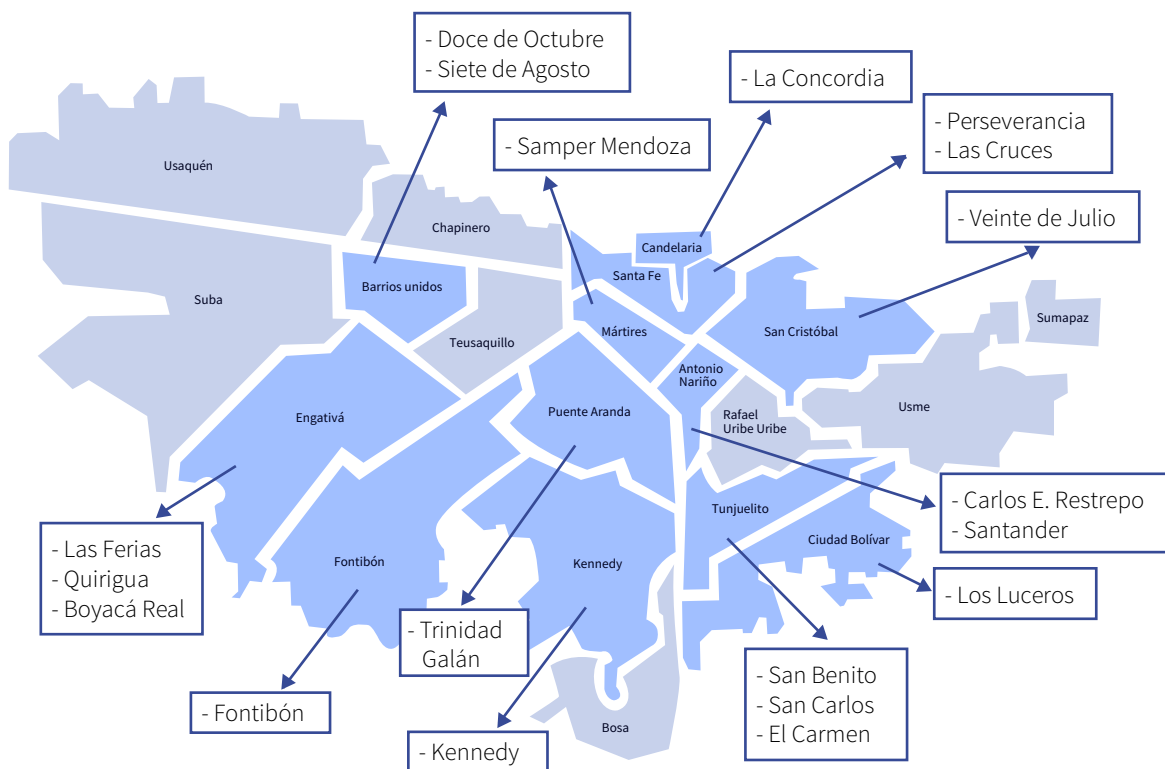 - Doce de Octubre
- Siete de Agosto
- La Concordia
- Perseverancia
- Las Cruces
- Samper Mendoza
- Veinte de Julio
Usaquén
Chapinero
Candelaria
Santa Fe
Barrios unidos
Suba
Teusaquillo
Mártires
San Cristóbal
Sumapaz
Antonio
Nariño
Engativá
Puente Aranda
Rafael
Uribe Uribe
Usme
Tunjuelito
Ciudad Bolívar
Fontibón
Kennedy
Bosa
- Carlos E. Restrepo
- Santander
- Las Ferias
- Quirigua
- Boyacá Real
- Los Luceros
- Trinidad
Galán
- San Benito
- San Carlos
- El Carmen
- Fontibón
- Kennedy